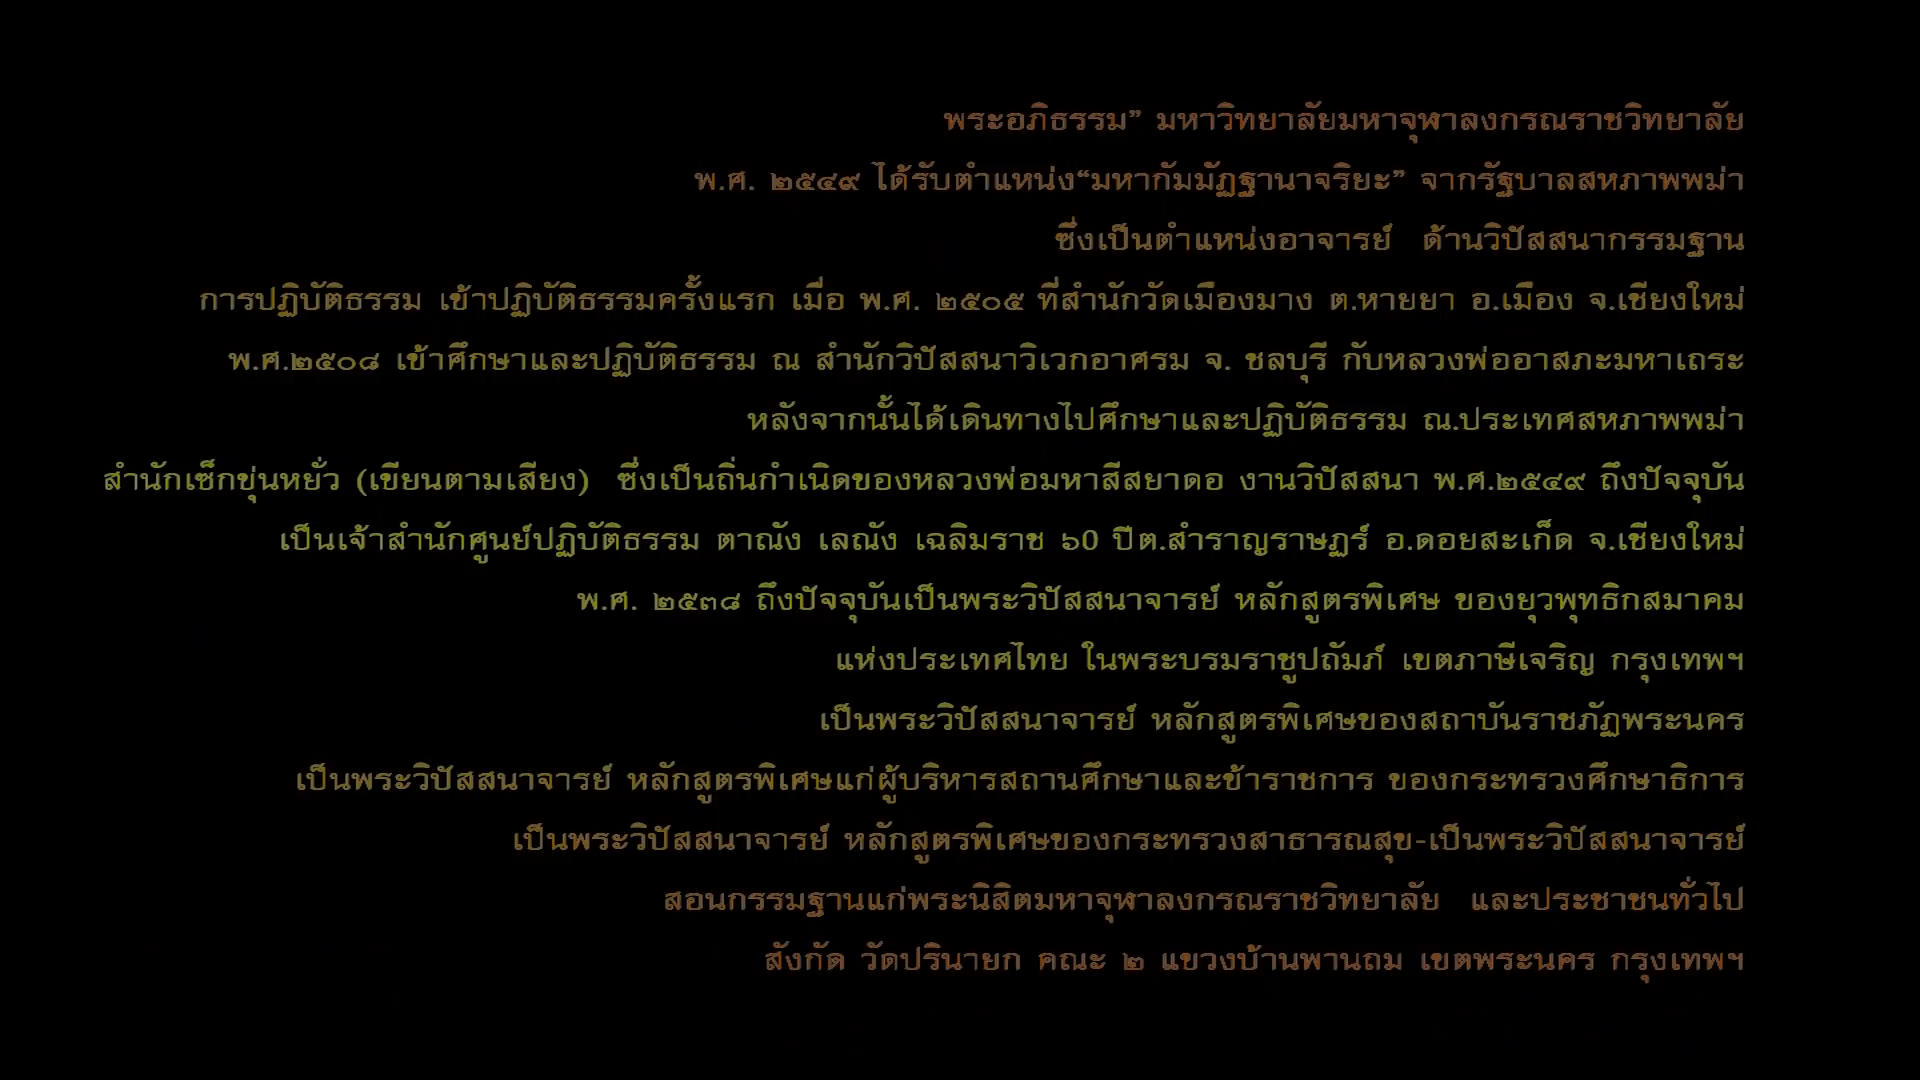 พระอภิธรรม” มหาวิทยาลัยมหาจุฬาลงกรณราชวิทยาลัย
พ.ศ. ๒๕๔๙ ได้รับตำแหน่ง“มหากัมมัฏฐานาจริยะ” จากรัฐบาลสหภาพพม่า
ซึ่งเป็นตำแหน่งอาจารย์ ด้านวิปัสสนากรรมฐาน
การปฏิบัติธรรม เข้าปฏิบัติธรรมครั้งแรก เมื่อ พ.ศ. ๒๕๐๕ ที่สำนักวัดเมืองมาง ต.หายยา อ.เมือง จ.เชียงใหม่
พ.ศ.๒๕๐๘ เข้าศึกษาและปฏิบัติธรรม ณ สำนักวิปัสสนาวิเวกอาศรม จ. ชลบุรี กับหลวงพ่ออาสภะมหาเถระ
หลังจากนั้นได้เดินทางไปศึกษาและปฏิบัติธรรม ณ.ประเทศสหภาพพม่า
สำนักเซ็กขุ่นหยั่ว (เขียนตามเสียง) ซึ่งเป็นถิ่นกำเนิดของหลวงพ่อมหาสีสยาดอ งานวิปัสสนา พ.ศ.๒๕๔๙ ถึงปัจจุบัน
เป็นเจ้าสำนักศูนย์ปฏิบัติธรรม ตาณัง เลณัง เฉลิมราช ๖0 ปีต.สำราญราษฏร์ อ.ดอยสะเก็ด จ.เชียงใหม่
พ.ศ. ๒๕๓๘ ถึงปัจจุบันเป็นพระวิปัสสนาจารย์ หลักสูตรพิเศษ ของยุวพุทธิกสมาคม
แห่งประเทศไทย ในพระบรมราชูปถัมภ์ เขตภาษีเจริญ กรุงเทพฯ
เป็นพระวิปัสสนาจารย์ หลักสูตรพิเศษของสถาบันราชภัฏพระนคร
เป็นพระวิปัสสนาจารย์ หลักสูตรพิเศษแก่ผู้บริหารสถานศึกษาและข้าราชการ ของกระทรวงศึกษาธิการ
เป็นพระวิปัสสนาจารย์ หลักสูตรพิเศษของกระทรวงสาธารณสุข-เป็นพระวิปัสสนาจารย์
สอนกรรมฐานแก่พระนิสิตมหาจุฬาลงกรณราชวิทยาลัย และประชาชนทั่วไป
สังกัด วัดปรินายก คณะ ๒ แขวงบ้านพานถม เขตพระนคร กรุงเทพฯ